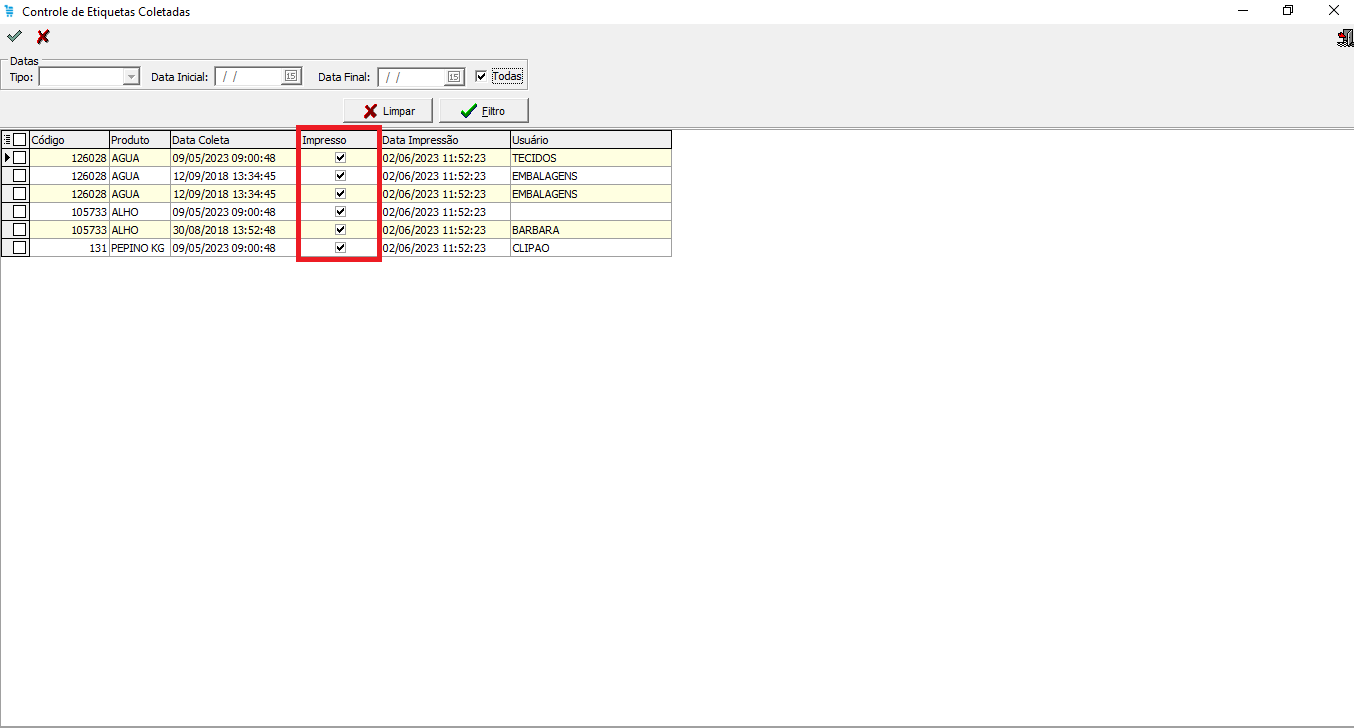 Controle de Etiquetas Coletadas
Datas
Tipo: Data Inicial: / / 15 Data Final: / / 15 Todas
Limpar Filtro
Código Produto Data Coleta Impresso Data Impressão Usuário
126028 AGUA 09/05/2023 09:00:48 02/06/2023 11:52:23 TECIDOS
126028 AGUA 12/09/2018 13:34:45 02/06/2023 11:52:23 EMBALAGENS
126028 AGUA 12/09/2018 13:34:45 02/06/2023 11:52:23 EMBALAGENS
105733 ALHO 09/05/2023 09:00:48 02/06/2023 11:52:23
105733 ALHO 30/08/2018 13:52:48 02/06/2023 11:52:23 BARBARA
131 PEPINO KG 09/05/2023 09:00:48 02/06/2023 11:52:23 CLIPAO